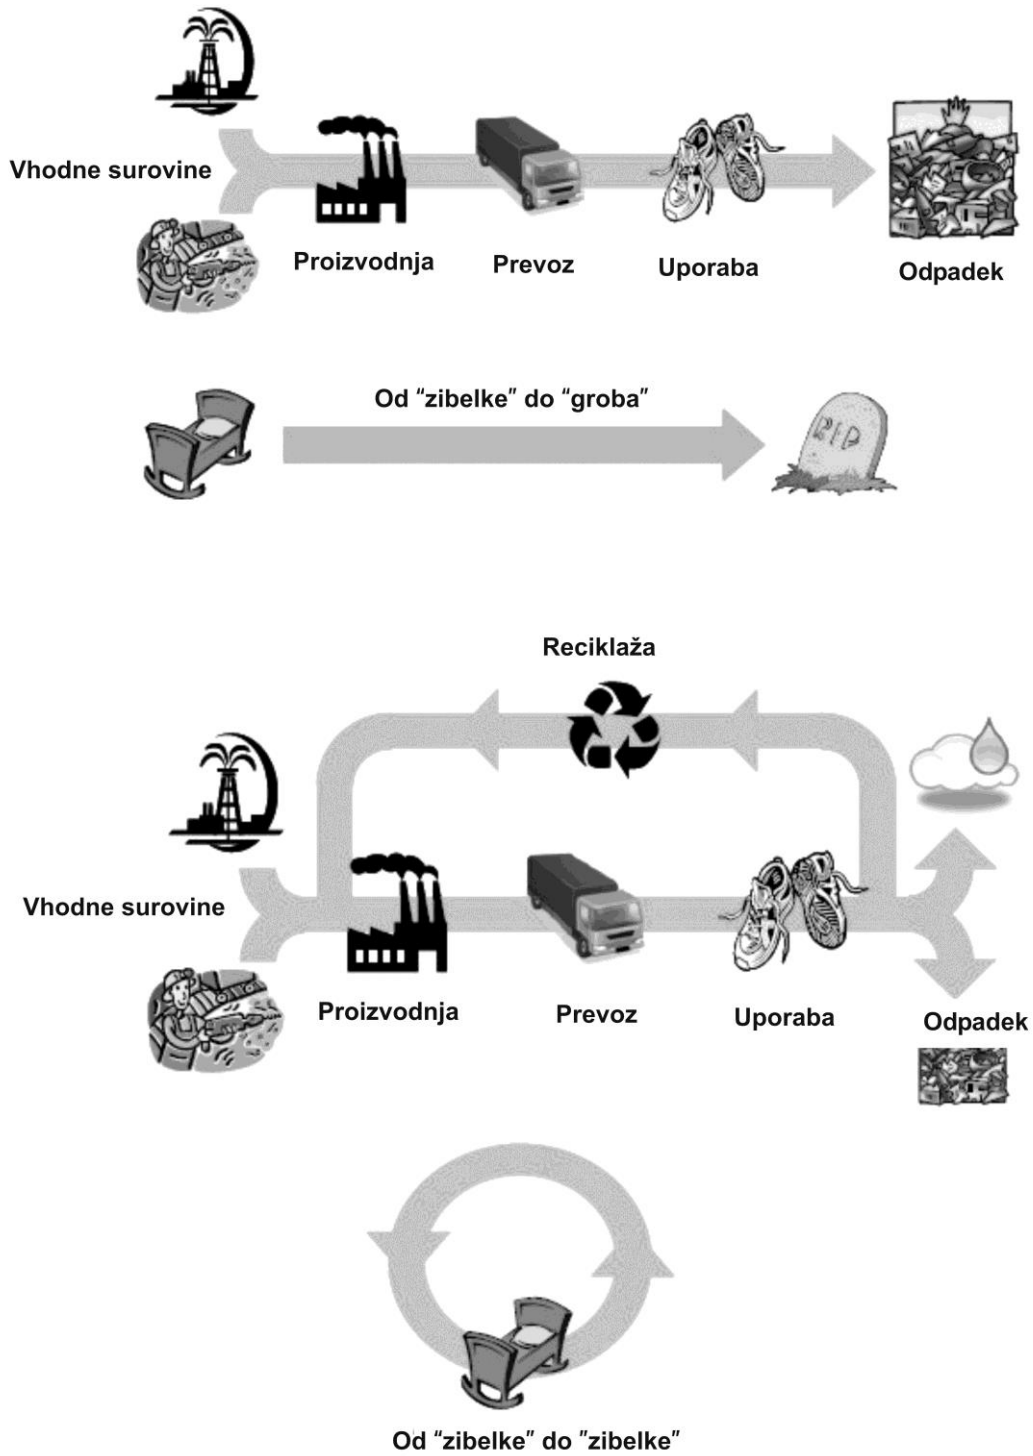 Vhodne surovine
Proizvodnja
Prevoz
Uporaba
Odpadek
Od “zibelke” do “groba”
RIP
Reciklaža
Vhodne surovine
Proizvodnja
Prevoz
Uporaba
Odpadek
Od “zibelke” do ”zibelke”